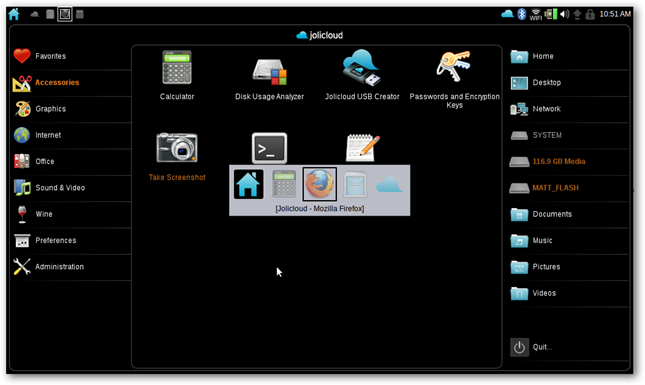 WIFI
10:51 AM
jolicloud
Favorites
Accessories
Graphics
Internet
Office
Sound & Video
Wine
Preferences
Administration
Calculator
Disk Usage Analyzer
Jolicloud USB Creator
Passwords and Encryption
Keys
Take Screenshot
>_
[Jolicloud - Mozilla Firefox]
Home
Desktop
Network
SYSTEM
116.9 GB Media
MATT_FLASH
Documents
Music
Pictures
Videos
Quit...